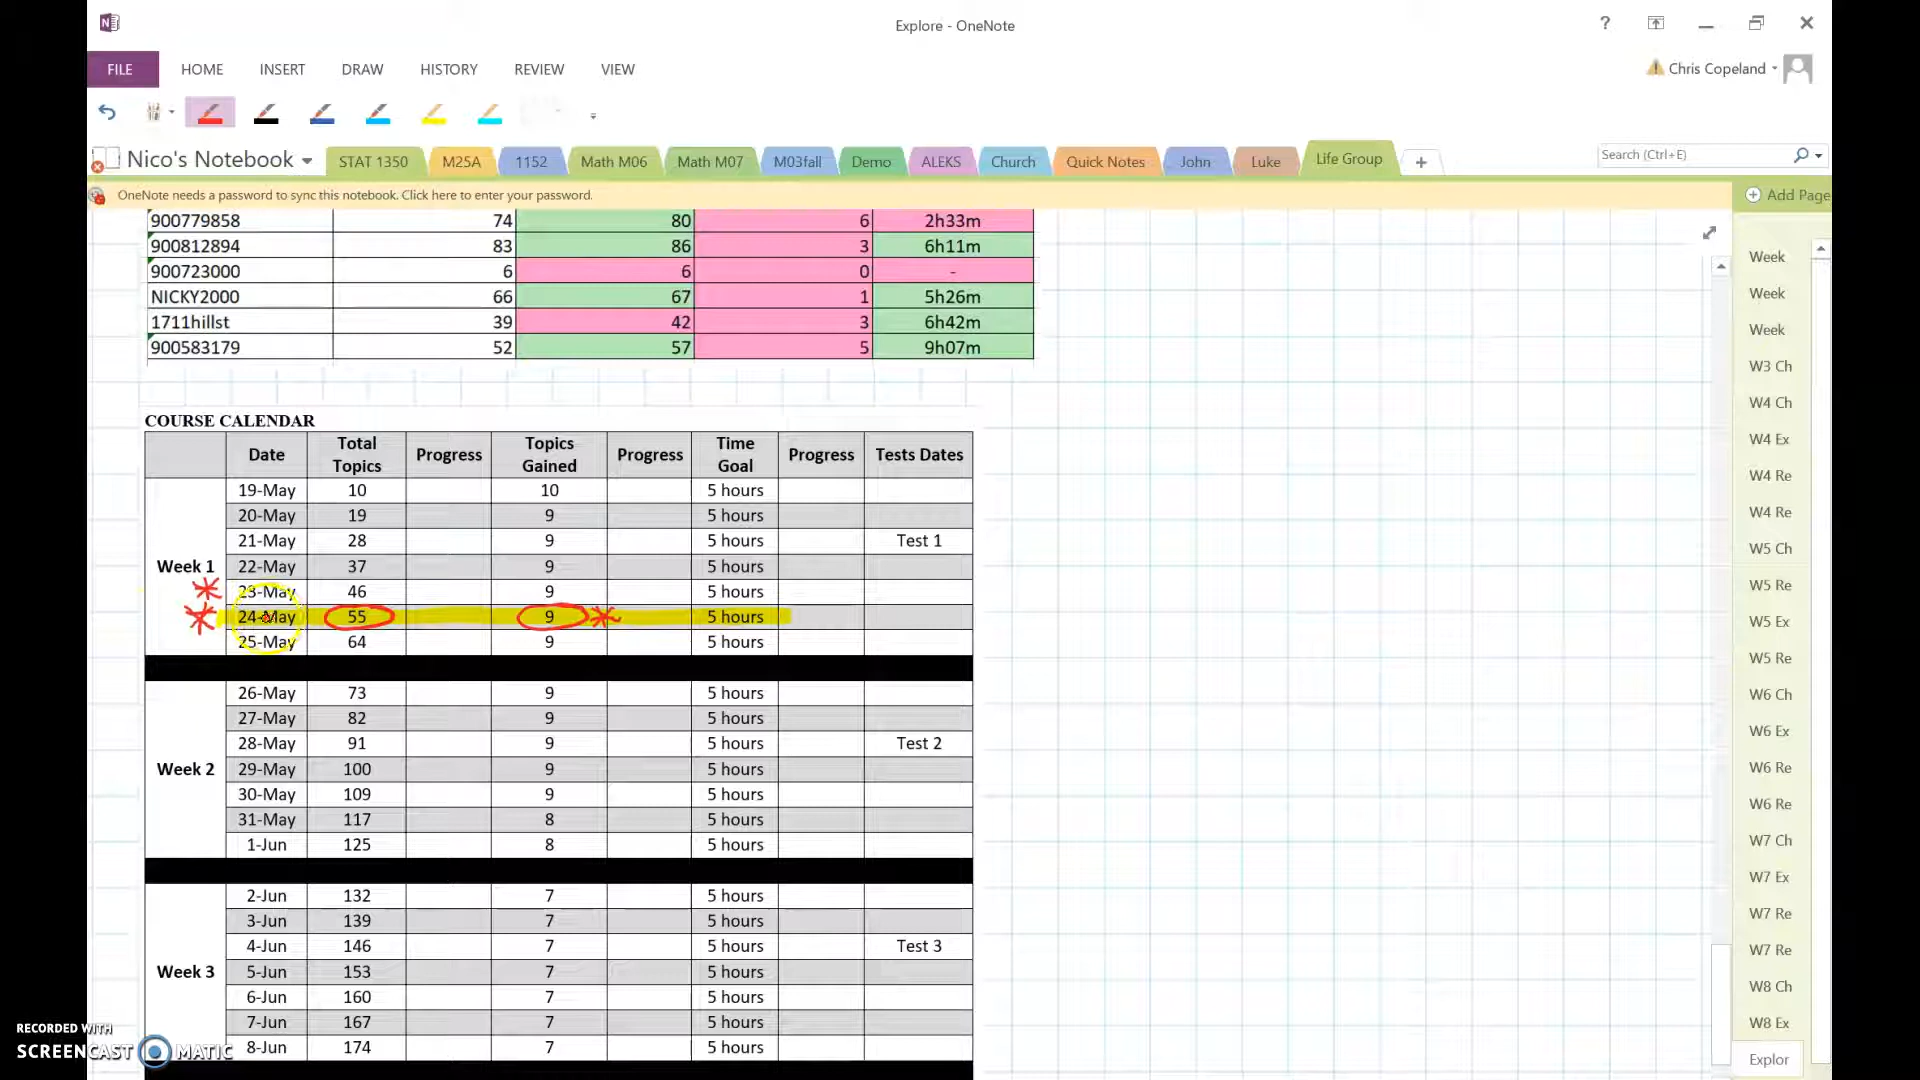 Explore - OneNote
?
FILE HOME INSERT DRAW HISTORY REVIEW VIEW
Chris Copeland
Nico's Notebook STAT 1350 M25A 1152 Math M06 Math M07 M03fall Demo ALEKS Church Quick Notes John Luke Life Group
Search (Ctrl+E)
OneNote needs a password to sync this notebook. Click here to enter your password.
Add Page
900779858 74 80 6 2h33m
900812894 83 86 3 6h11m
900723000 6 6 0 -
NICKY2000 66 67 1 5h26m
1711hillst 39 42 3 6h42m
900583179 52 57 5 9h07m
COURSE CALENDAR
Date Total Topics Progress Topics Gained Progress Time Goal Progress Tests Dates
Week 1
19-May 10 10 5 hours
20-May 19 9 5 hours
21-May 28 9 5 hours Test 1
22-May 37 9 5 hours
23-May 46 9 5 hours
24-May 55 9 5 hours
25-May 64 9 5 hours
Week 2
26-May 73 9 5 hours
27-May 82 9 5 hours
28-May 91 9 5 hours Test 2
29-May 100 9 5 hours
30-May 109 9 5 hours
31-May 117 8 5 hours
1-Jun 125 8 5 hours
Week 3
2-Jun 132 7 5 hours
3-Jun 139 7 5 hours
4-Jun 146 7 5 hours Test 3
5-Jun 153 7 5 hours
6-Jun 160 7 5 hours
7-Jun 167 7 5 hours
8-Jun 174 7 5 hours
Week
Week
Week
W3 Ch
W4 Ch
W4 Ex
W4 Re
W4 Re
W5 Ch
W5 Re
W5 Ex
W5 Re
W6 Ch
W6 Ex
W6 Re
W6 Re
W7 Ch
W7 Ex
W7 Re
W7 Re
W8 Ch
W8 Ex
Explor
RECORDED WITH
SCREENCAST MATIC